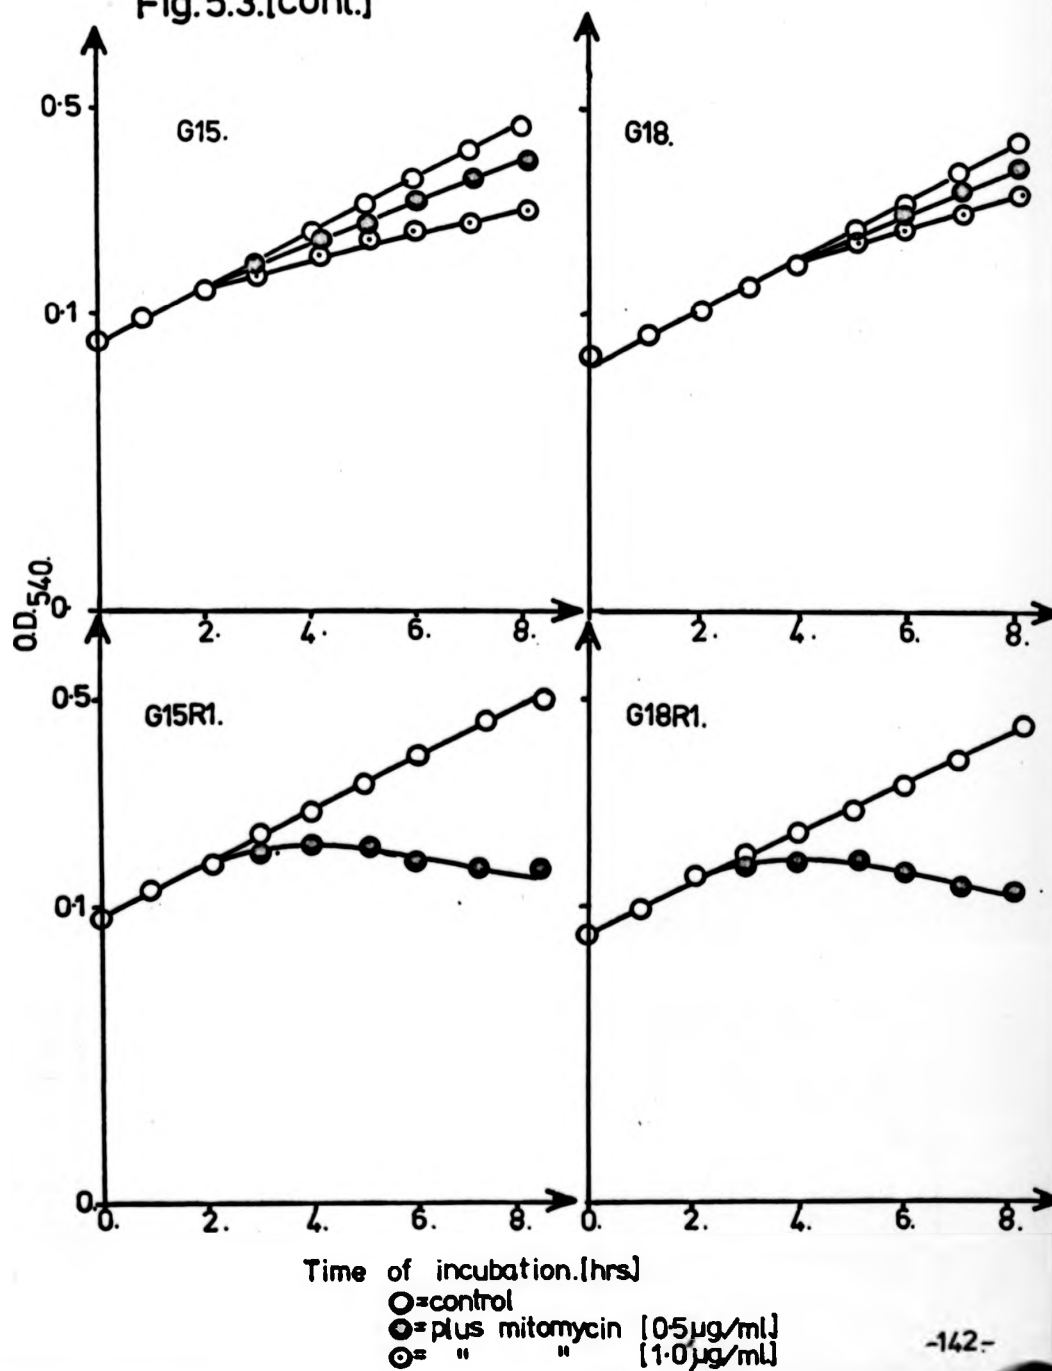 Fig. 5.3.[cont.]
0·5
G15.
G18.
0·1
O.D.540.
0·
2.
4.
6.
8.
2.
4.
6.
8.
0·5
G15R1.
G18R1.
0·1
0.
0.
2.
4.
6.
8.
0.
2.
4.
6.
8.
Time of incubation.[hrs]
O=control
=plus mitomycin [0·5µg/ml]
⊙= " " [1·0µg/ml]
-142-